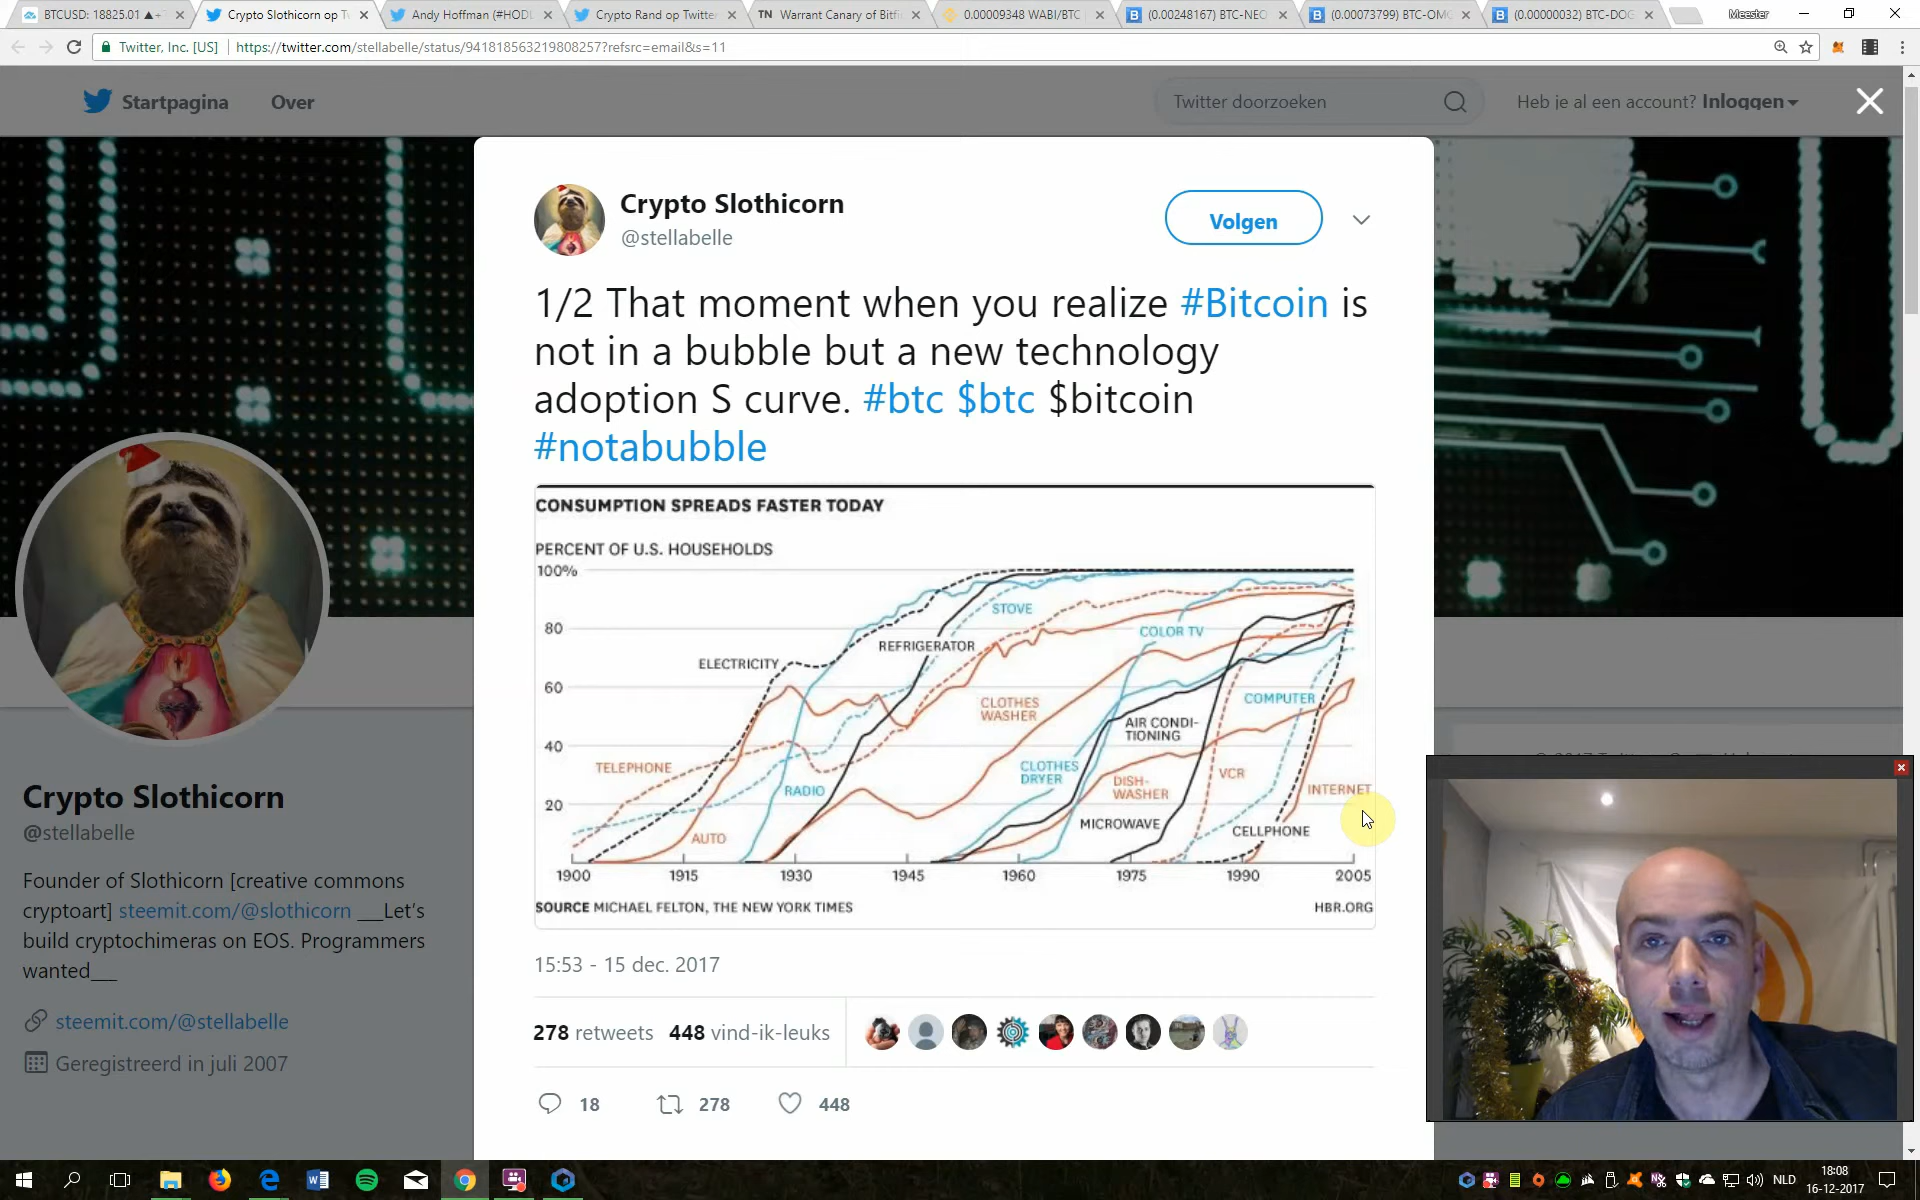 BTCUSD: 18825.01 ▲
Crypto Slothicorn op Tw
Andy Hoffman (#HODL
Crypto Rand op Twitter
TN Warrant Canary of Bitfi
0.00009348 WABI/BTC
(0.00248167) BTC-NEO
(0.00073799) BTC-OMG
(0.00000032) BTC-DOG
Meester
Twitter, Inc. [US] https://twitter.com/stellabelle/status/941818563219808257?refsrc=email&s=11
Startpagina Over Twitter doorzoeken Heb je al een account? Inloggen
Crypto Slothicorn
@stellabelle
Volgen
1/2 That moment when you realize #Bitcoin is
not in a bubble but a new technology
adoption S curve. #btc $btc $bitcoin
#notabubble
CONSUMPTION SPREADS FASTER TODAY
PERCENT OF U.S. HOUSEHOLDS
100%
80
60
40
20
STOVE
COLOR TV
REFRIGERATOR
ELECTRICITY
CLOTHES
WASHER
COMPUTER
AIR CONDI-
TIONING
TELEPHONE
CLOTHES
DRYER
DISH-
WASHER
VCR
RADIO
INTERNET
MICROWAVE
CELLPHONE
AUTO
1900 1915 1930 1945 1960 1975 1990 2005
SOURCE MICHAEL FELTON, THE NEW YORK TIMES HBR.ORG
15:53 - 15 dec. 2017
278 retweets 448 vind-ik-leuks
18 278 448
Crypto Slothicorn
@stellabelle
Founder of Slothicorn [creative commons
cryptoart] steemit.com/@slothicorn ___Let's
build cryptochimeras on EOS. Programmers
wanted___
steemit.com/@stellabelle
Geregistreerd in juli 2007
NLD
18:08
16-12-2017